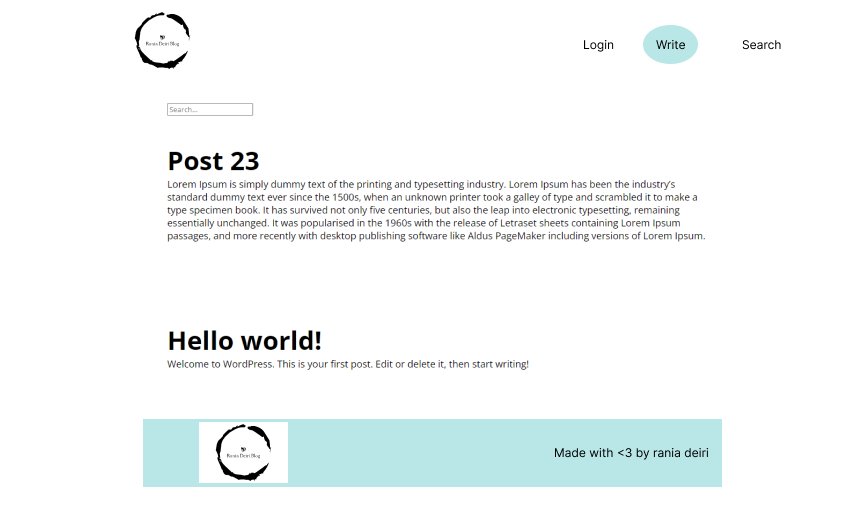 Rania Deiri Blog
Login
Write
Search
Search...
Post 23
Lorem Ipsum is simply dummy text of the printing and typesetting industry. Lorem Ipsum has been the industry's
standard dummy text ever since the 1500s, when an unknown printer took a galley of type and scrambled it to make a
type specimen book. It has survived not only five centuries, but also the leap into electronic typesetting, remaining
essentially unchanged. It was popularised in the 1960s with the release of Letraset sheets containing Lorem Ipsum
passages, and more recently with desktop publishing software like Aldus PageMaker including versions of Lorem Ipsum.
Hello world!
Welcome to WordPress. This is your first post. Edit or delete it, then start writing!
Rania Deiri Blog
Made with <3 by rania deiri